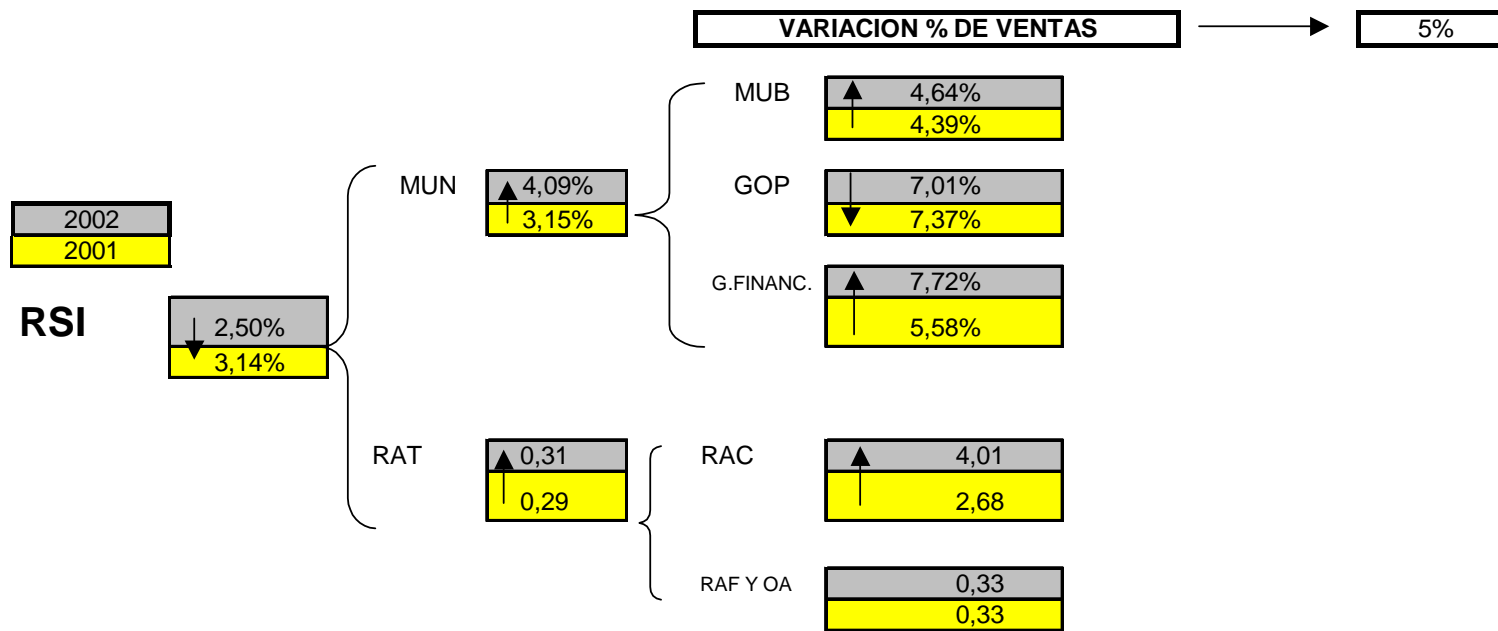 VARIACION % DE VENTAS 5%
MUB 4,64%
4,39%
MUN 4,09%
3,15%
GOP 7,01%
7,37%
2002
2001
G.FINANC. 7,72%
5,58%
RSI 2,50%
3,14%
RAT 0,31
0,29
RAC 4,01
2,68
RAF Y OA 0,33
0,33